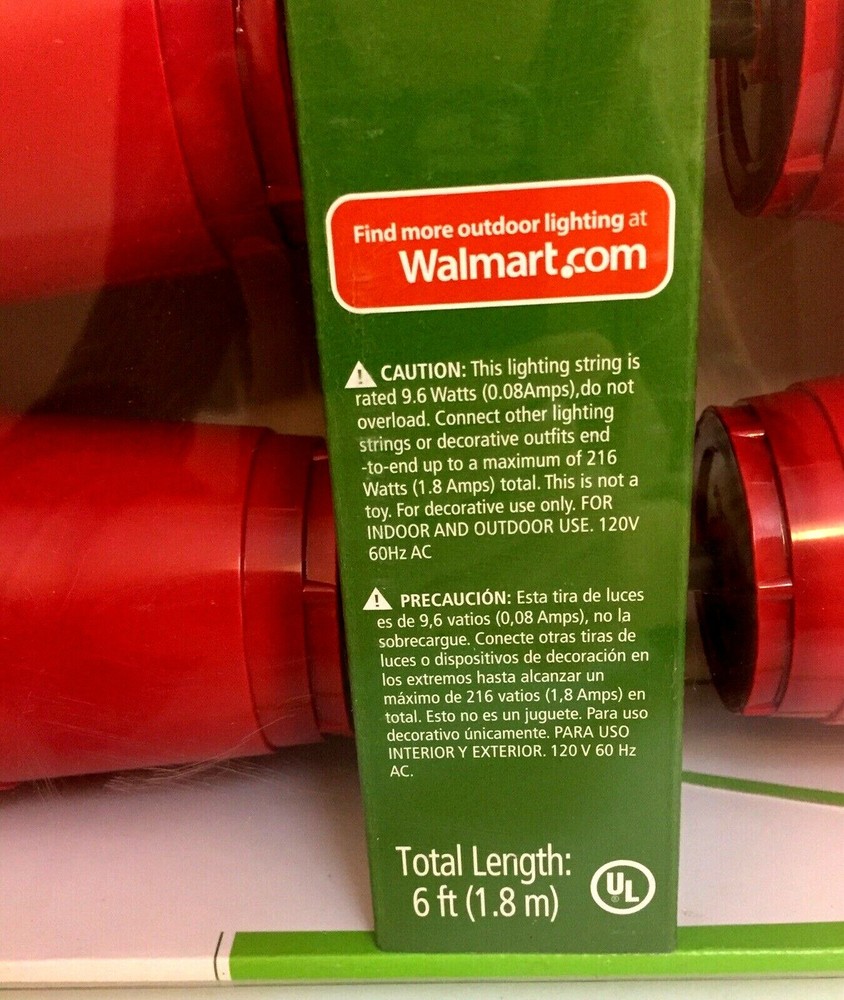 Find more outdoor lighting at
Walmart.com
CAUTION: This lighting string is
rated 9.6 Watts (0.08Amps),do not
overload. Connect other lighting
strings or decorative outfits end
-to-end up to a maximum of 216
Watts (1.8 Amps) total. This is not a
toy. For decorative use only. FOR
INDOOR AND OUTDOOR USE. 120V
60Hz AC
PRECAUCIÓN: Esta tira de luces
es de 9,6 vatios (0,08 Amps), no la
sobrecargue. Conecte otras tiras de
luces o dispositivos de decoración en
los extremos hasta alcanzar un
máximo de 216 vatios (1,8 Amps) en
total. Esto no es un juguete. Para uso
decorativo únicamente. PARA USO
INTERIOR Y EXTERIOR. 120 V 60 Hz
AC.
Total Length:
6 ft (1.8 m)
UL